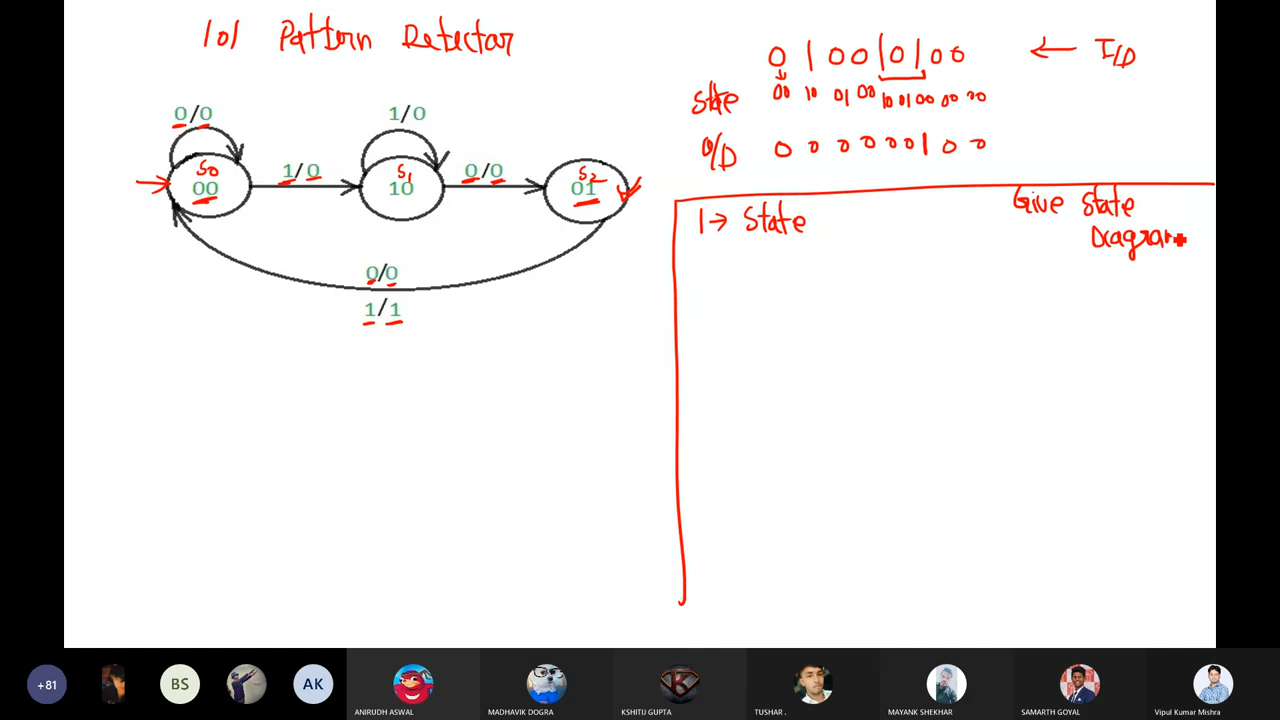 101 Pattern Detector
0 1 0 0 1 0 1 0 0 ← I/P
State 00 10 01 00 10 01 00 00 00
O/P 0 0 0 0 0 0 1 0 0
0/0
1/0
1/0
0/0
S0
00
S1
10
S2
01
0/0
1/1
1→ State
Give State
Diagram
+81
BS
AK
ANIRUDH ASWAL
MADHAVIK DOGRA
KSHITIJ GUPTA
TUSHAR .
MAYANK SHEKHAR
SAMARTH GOYAL
Vipul Kumar Mishra